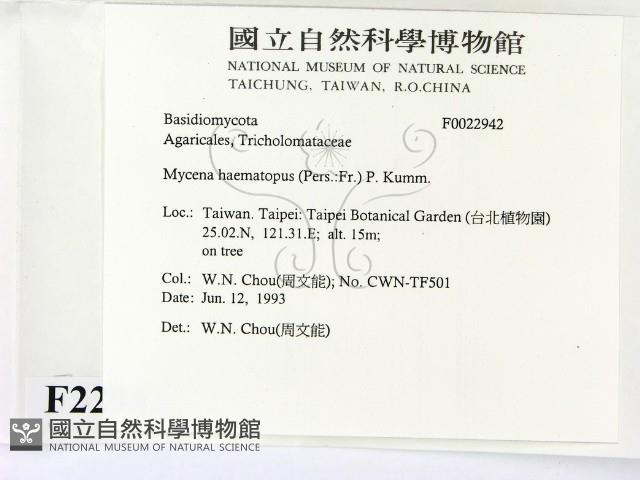 國立自然科學博物館
NATIONAL MUSEUM OF NATURAL SCIENCE
TAICHUNG, TAIWAN, R.O.CHINA
Basidiomycota F0022942
Agaricales, Tricholomataceae
Mycena haematopus (Pers.:Fr.) P. Kumm.
Loc.: Taiwan. Taipei: Taipei Botanical Garden (台北植物園)
25.02.N, 121.31.E; alt. 15m;
on tree
Col.: W.N. Chou(周文能); No. CWN-TF501
Date: Jun. 12, 1993
Det.: W.N. Chou(周文能)
F22
國立自然科學博物館
NATIONAL MUSEUM OF NATURAL SCIENCE